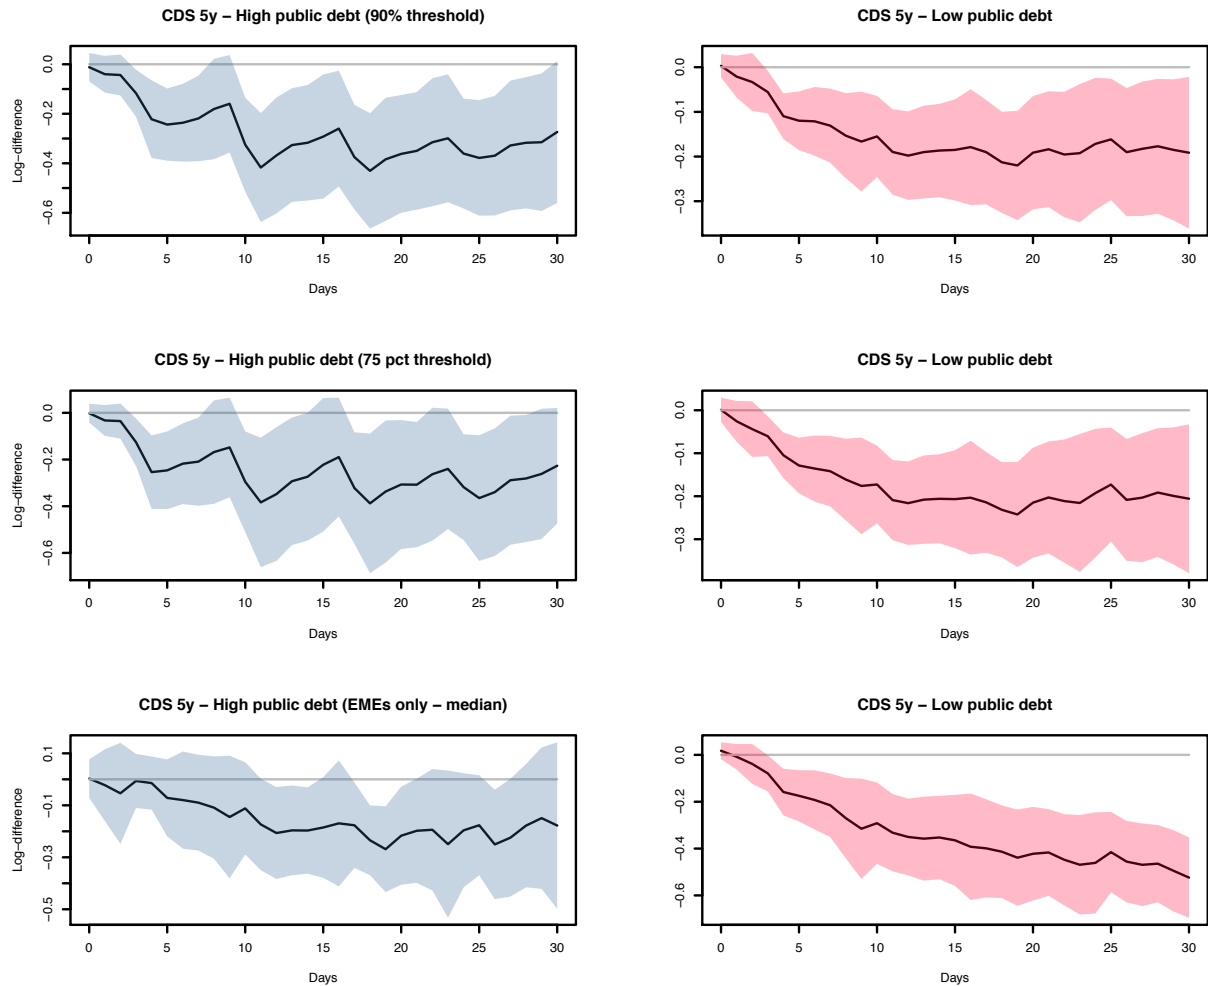 CDS 5y − High public debt (90% threshold)
Log−difference
0.0
−0.2
−0.4
−0.6
0 5 10 15 20 25 30
Days
CDS 5y − Low public debt
0.0
−0.1
−0.2
−0.3
0 5 10 15 20 25 30
Days
CDS 5y − High public debt (75 pct threshold)
Log−difference
0.0
−0.2
−0.4
−0.6
0 5 10 15 20 25 30
Days
CDS 5y − Low public debt
0.0
−0.1
−0.2
−0.3
0 5 10 15 20 25 30
Days
CDS 5y − High public debt (EMEs only − median)
Log−difference
0.1
−0.1
−0.3
−0.5
0 5 10 15 20 25 30
Days
CDS 5y − Low public debt
0.0
−0.2
−0.4
−0.6
0 5 10 15 20 25 30
Days